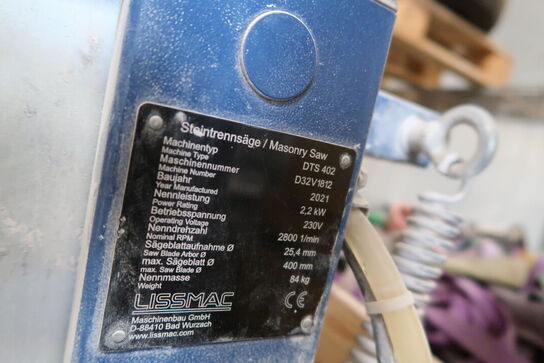 Steintrennsäge / Masonry Saw
Maschinentyp
Machine Type DTS 402
Maschinennummer
Machine Number D32V1812
Baujahr
Year Manufactured 2021
Nennleistung
Power Rating 2,2 kW
Betriebsspannung
Operating Voltage 230V
Nenndrehzahl
Nominal RPM 2800 1/min
Sägeblattaufnahme Ø
Saw Blade Arbor Ø 25,4 mm
max. Sägeblatt Ø
max. Saw Blade Ø 400 mm
Nennmasse
Weight 84 kg
LISSMAC
Maschinenbau GmbH
D-88410 Bad Wurzach
www.lissmac.com
CE